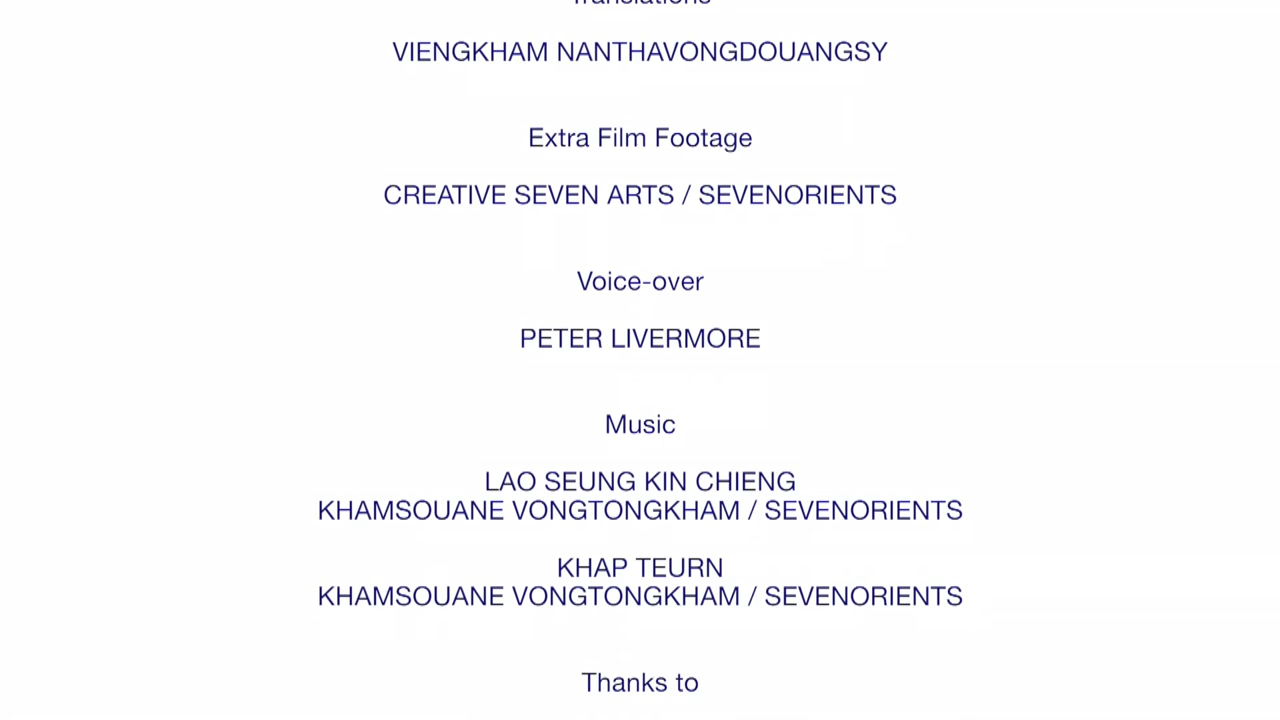 Translations
VIENGKHAM NANTHAVONGDOUANGSY
Extra Film Footage
CREATIVE SEVEN ARTS / SEVENORIENTS
Voice-over
PETER LIVERMORE
Music
LAO SEUNG KIN CHIENG
KHAMSOUANE VONGTONGKHAM / SEVENORIENTS
KHAP TEURN
KHAMSOUANE VONGTONGKHAM / SEVENORIENTS
Thanks to